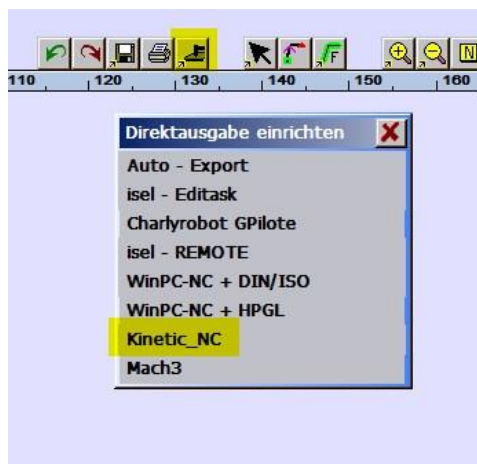 N
F
110 120 130 140 150 160
Direktausgabe einrichten
Auto - Export
isel - Editask
Charlyrobot GPilote
isel - REMOTE
WinPC-NC + DIN/ISO
WinPC-NC + HPGL
Kinetic_NC
Mach3